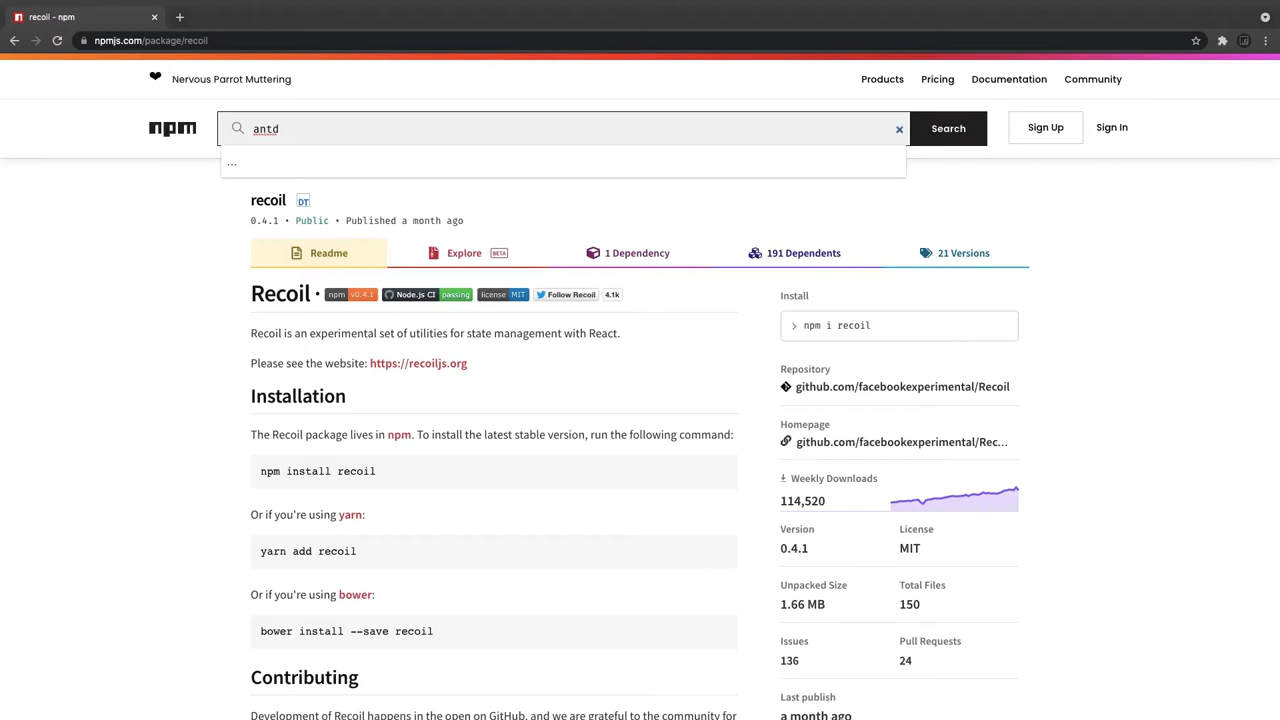 recoil - npm
npmjs.com/package/recoil
Nervous Parrot Muttering
Products
Pricing
Documentation
Community
npm
antd
Search
Sign Up
Sign In
...
recoil
DT
0.4.1 • Public • Published a month ago
Readme
Explore BETA
1 Dependency
191 Dependents
21 Versions
Recoil · npm v0.4.1 Node.js CI passing license MIT Follow Recoil 4.1k
Recoil is an experimental set of utilities for state management with React.
Please see the website: https://recoiljs.org
Installation
The Recoil package lives in npm. To install the latest stable version, run the following command:
npm install recoil
Or if you're using yarn:
yarn add recoil
Or if you're using bower:
bower install --save recoil
Contributing
Development of Recoil happens in the open on GitHub, and we are grateful to the community for
Install
npm i recoil
Repository
github.com/facebookexperimental/Recoil
Homepage
github.com/facebookexperimental/Rec...
Weekly Downloads
114,520
Version
License
0.4.1
MIT
Unpacked Size
Total Files
1.66 MB
150
Issues
Pull Requests
136
24
Last publish
a month ago